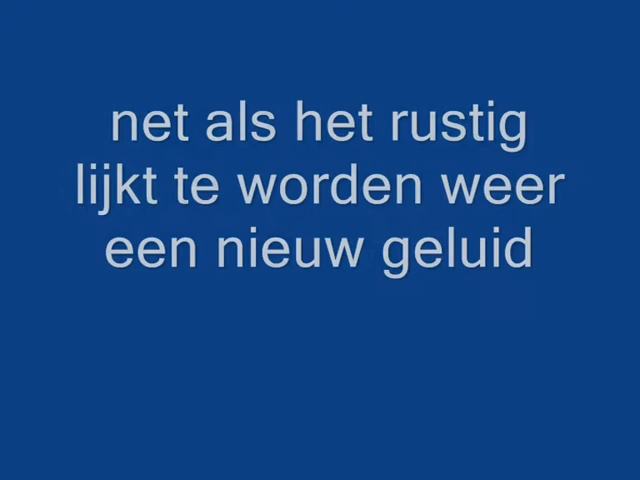 net als het rustig
lijkt te worden weer
een nieuw geluid